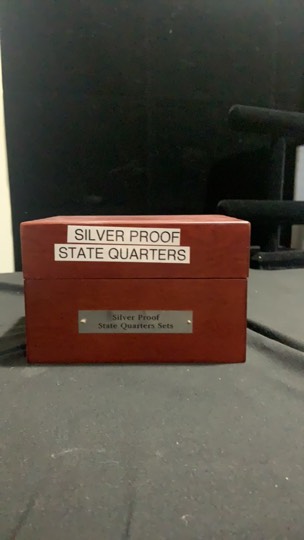 SILVER PROOF
STATE QUARTERS
Silver Proof
State Quarters Sets